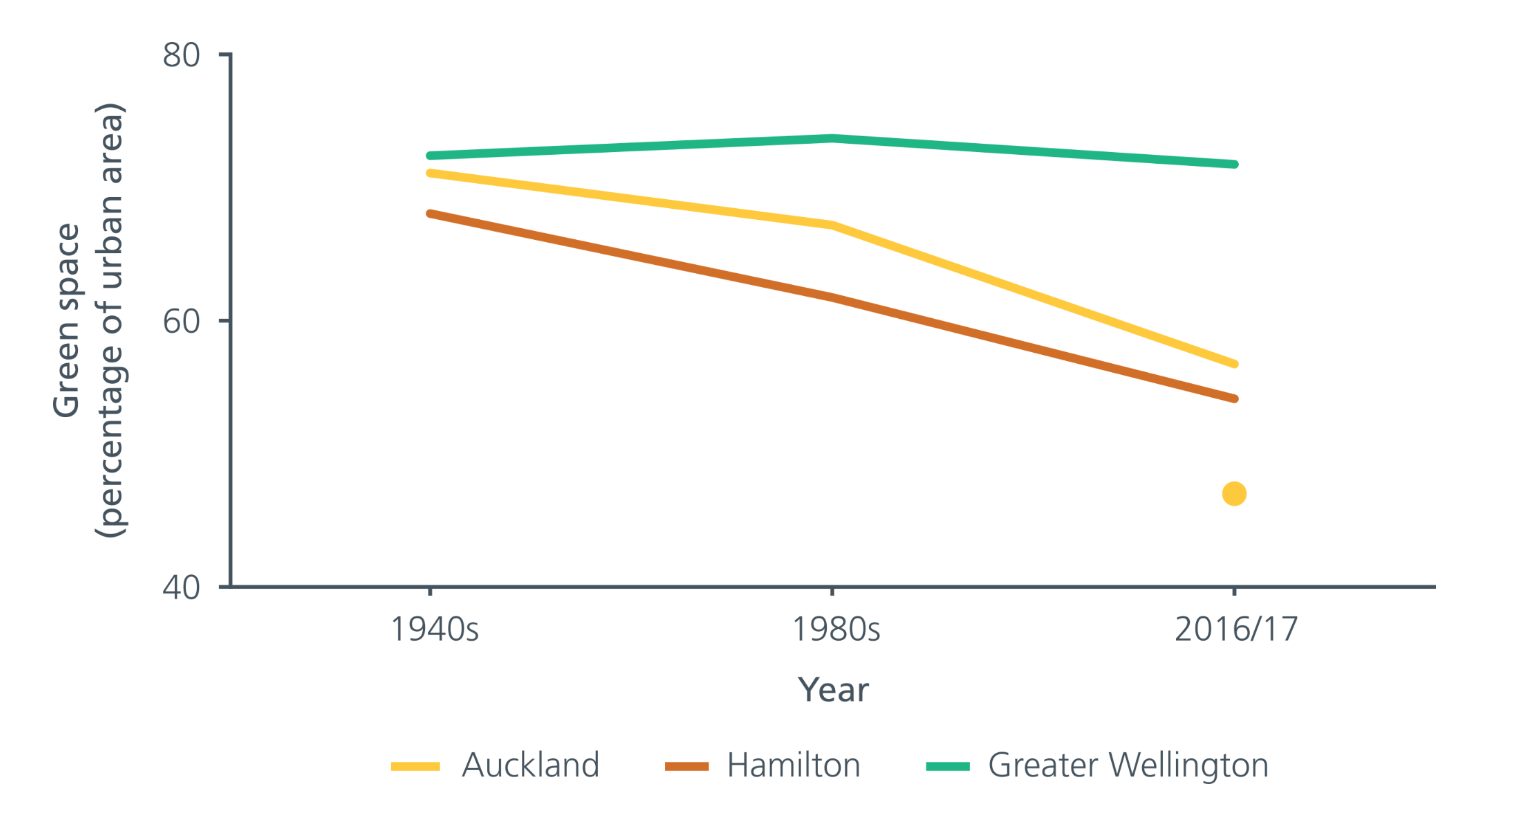 80
60
40
Green space
(percentage of urban area)
1940s 1980s 2016/17
Year
Auckland Hamilton Greater Wellington